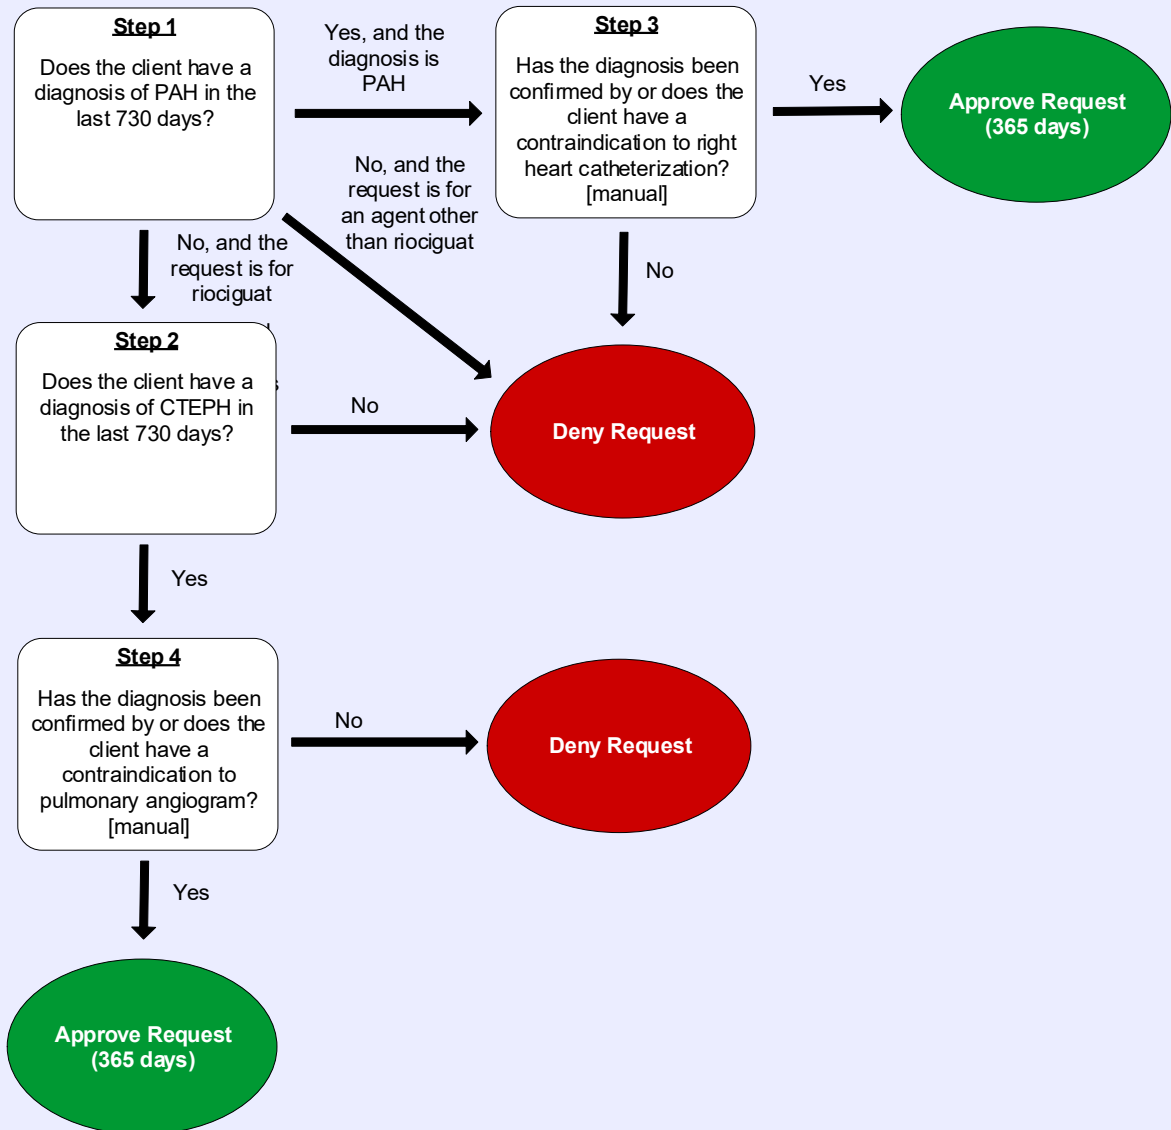 Step 1
Does the client have a
diagnosis of PAH in the
last 730 days?
Yes, and the
diagnosis is
PAH
Step 3
Has the diagnosis been
confirmed by or does the
client have a
contraindication to right
heart catheterization?
[manual]
Yes
Approve Request
(365 days)
No, and the
request is for
an agent other
than riociguat
No, and the
request is for
riociguat
No
Step 2
Does the client have a
diagnosis of CTEPH in
the last 730 days?
No
Deny Request
Yes
Step 4
Has the diagnosis been
confirmed by or does the
client have a
contraindication to
pulmonary angiogram?
[manual]
No
Deny Request
Yes
Approve Request
(365 days)